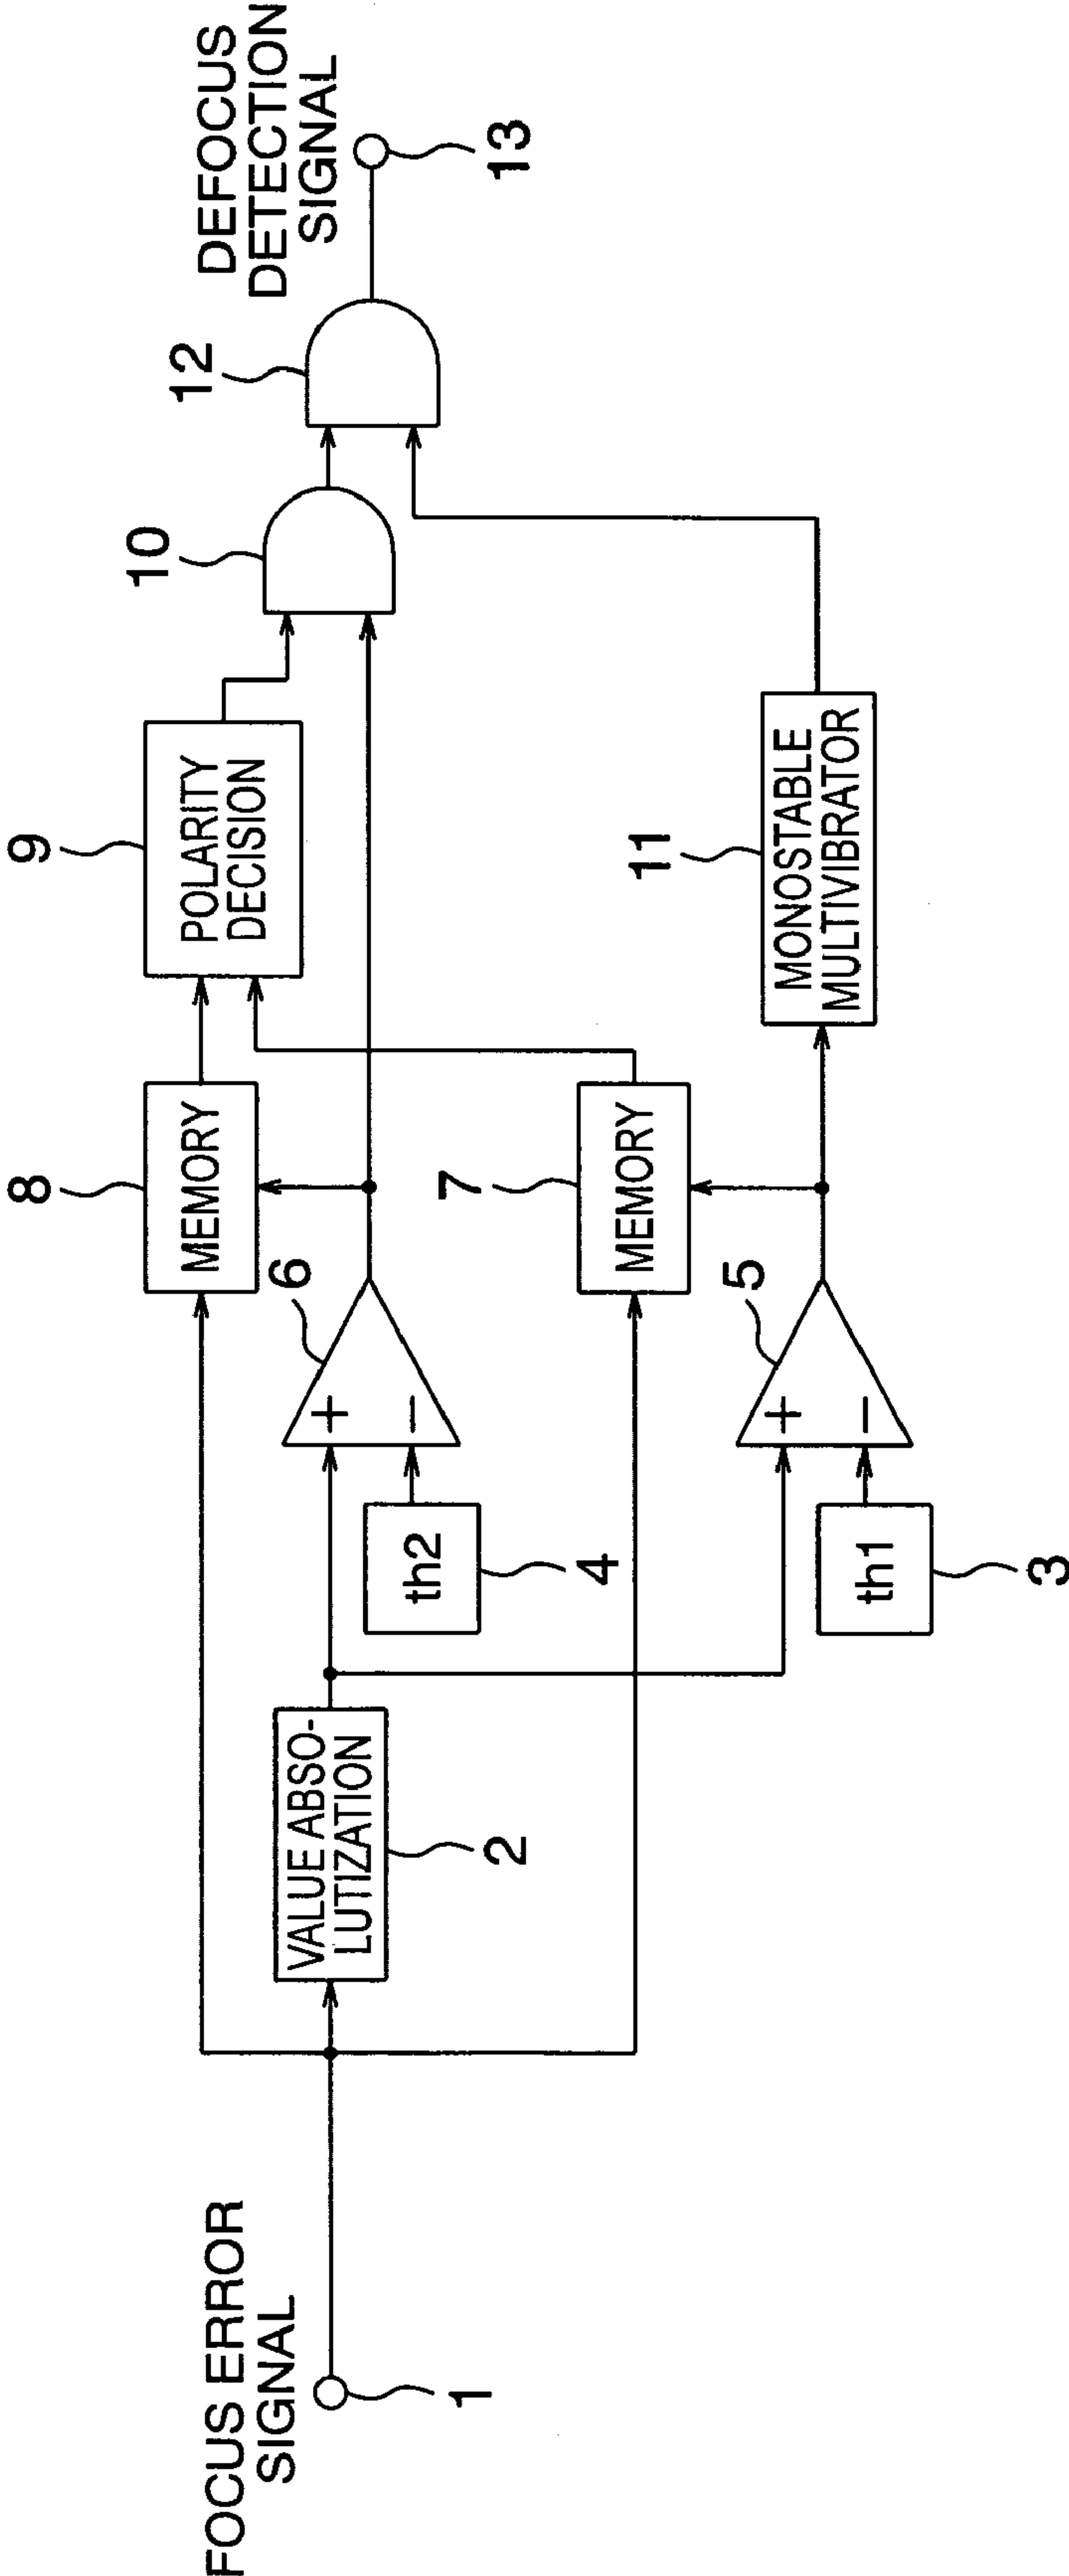 FOCUS ERROR
SIGNAL
1
VALUE ABSO-
LUTIZATION
2
th2
4
th1
3
+
−
6
+
−
5
8
MEMORY
7
MEMORY
9
POLARITY
DECISION
11
MONOSTABLE
MULTIVIBRATOR
10
12
DEFOCUS
DETECTION
SIGNAL
13